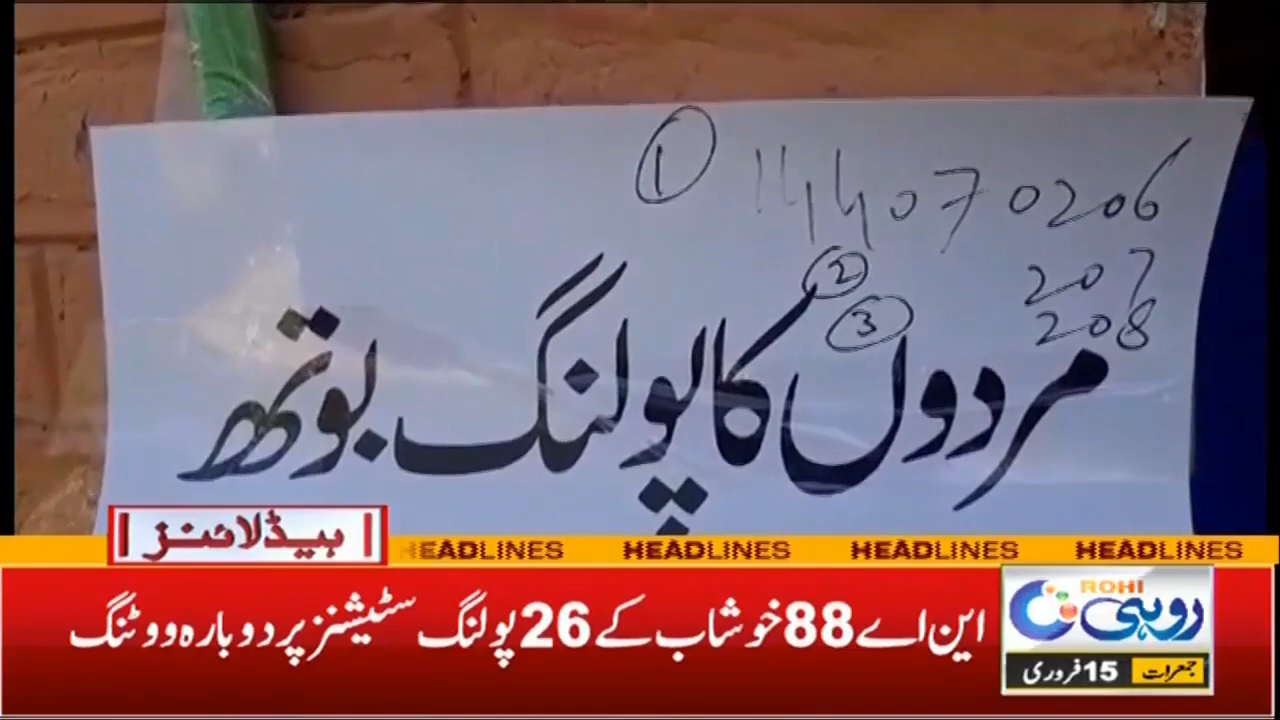 ① 144070206
② 207
③ 208
مردوں کا پولنگ بوتھ
ہیڈلائنز
HEADLINES HEADLINES HEADLINES HEADLINES
این اے 88 خوشاب کے 26 پولنگ سٹیشنز پر دوبارہ ووٹنگ
ROHI
روہی
جمعرات 15 فروری